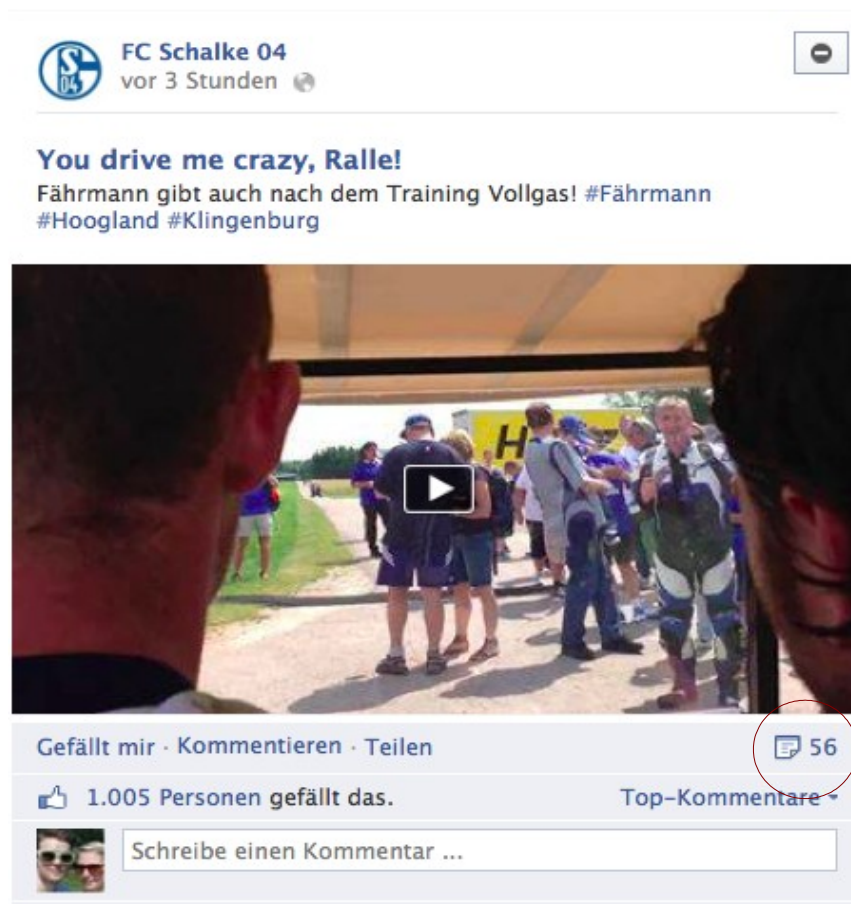 S
04
FC Schalke 04
vor 3 Stunden
You drive me crazy, Ralle!
Fährmann gibt auch nach dem Training Vollgas! #Fährmann
#Hoogland #Klingenburg
H
Gefällt mir · Kommentieren · Teilen
56
1.005 Personen gefällt das.
Top-Kommentare
Schreibe einen Kommentar ...